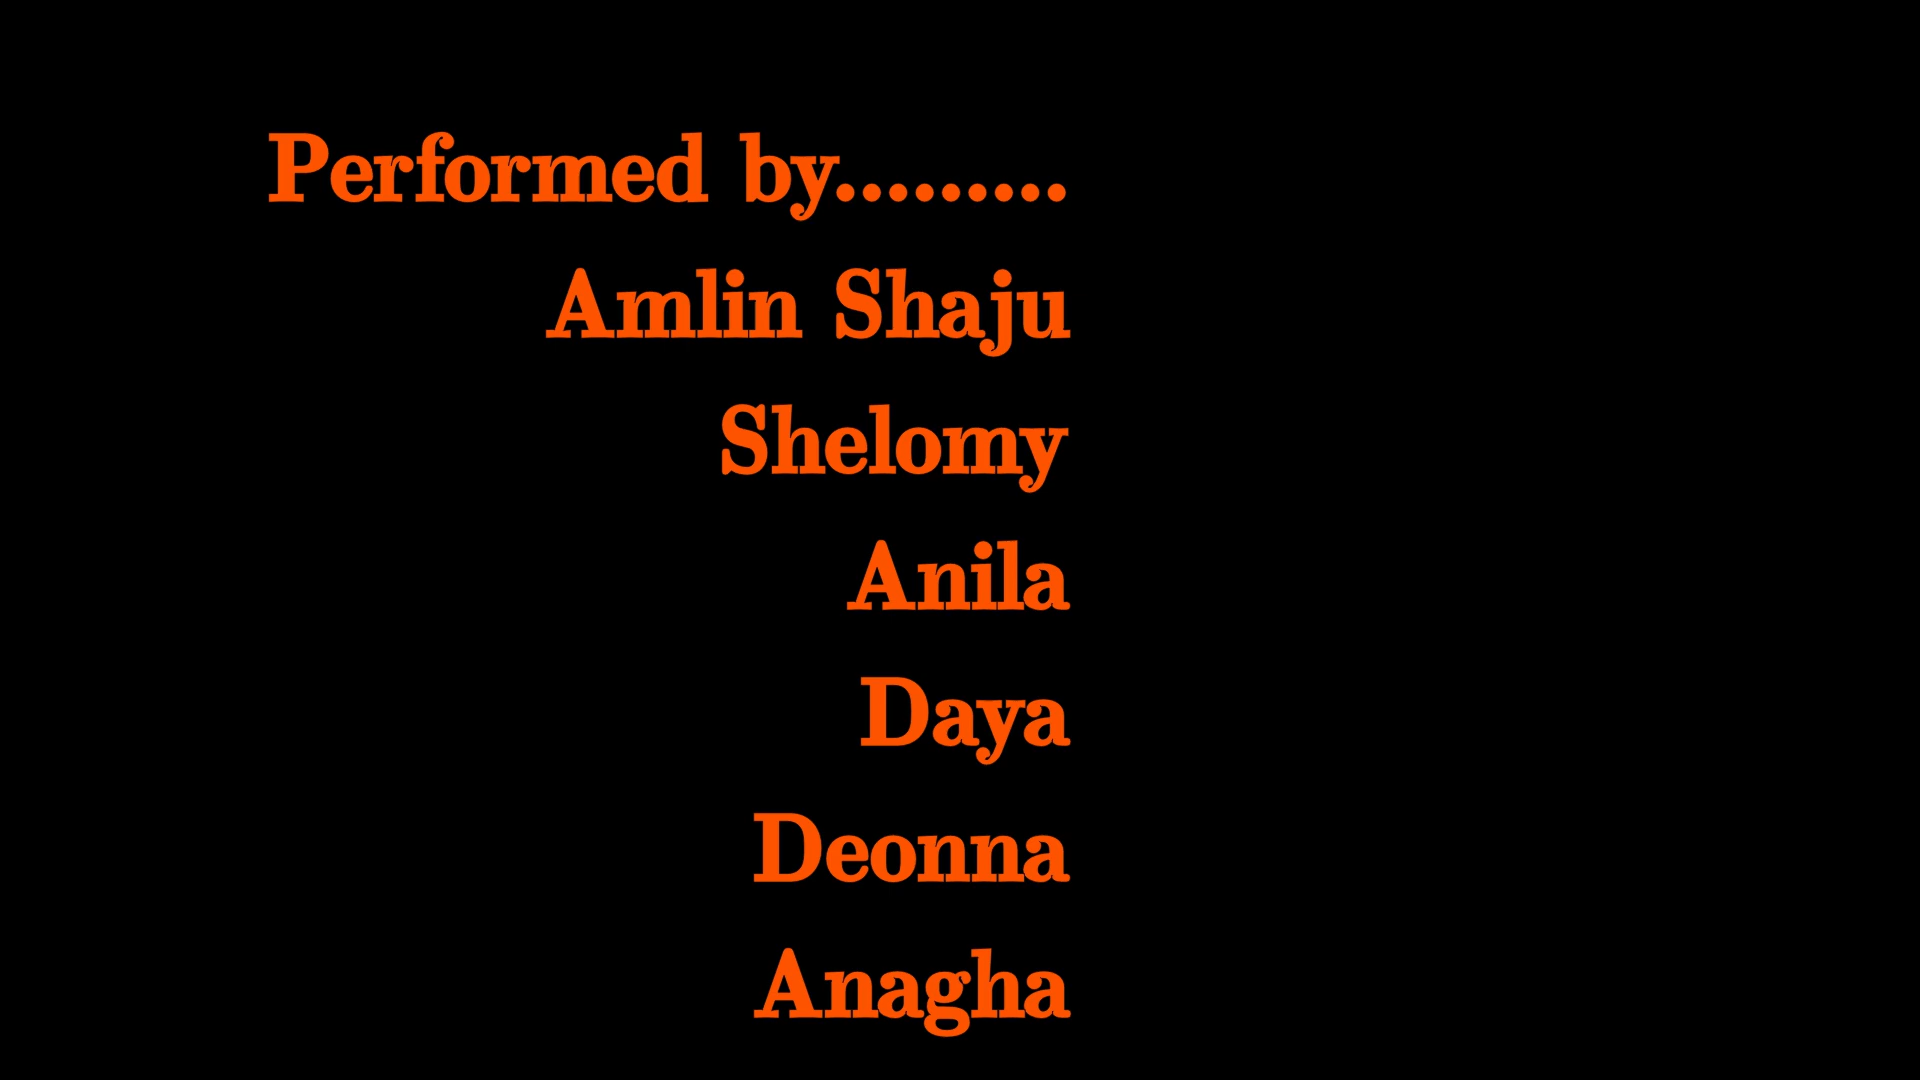 Performed by.........
Amlin Shaju
Shelomy
Anila
Daya
Deonna
Anagha